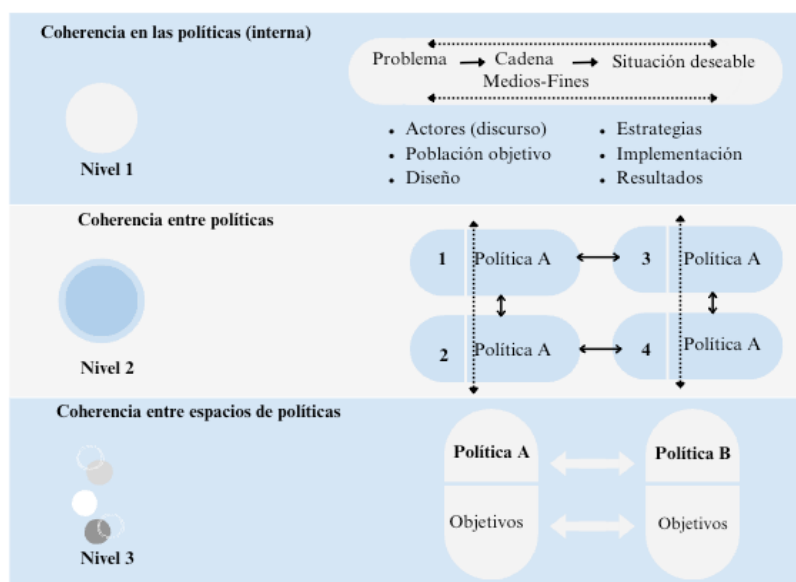 Coherencia en las políticas (interna)
Problema
Cadena
Medios-Fines
Situación deseable
• Actores (discurso)
• Población objetivo
• Diseño
• Estrategias
• Implementación
• Resultados
Nivel 1
Coherencia entre políticas
1 Política A
3 Política A
2 Política A
4 Política A
Nivel 2
Coherencia entre espacios de políticas
Política A
Política B
Objetivos
Objetivos
Nivel 3